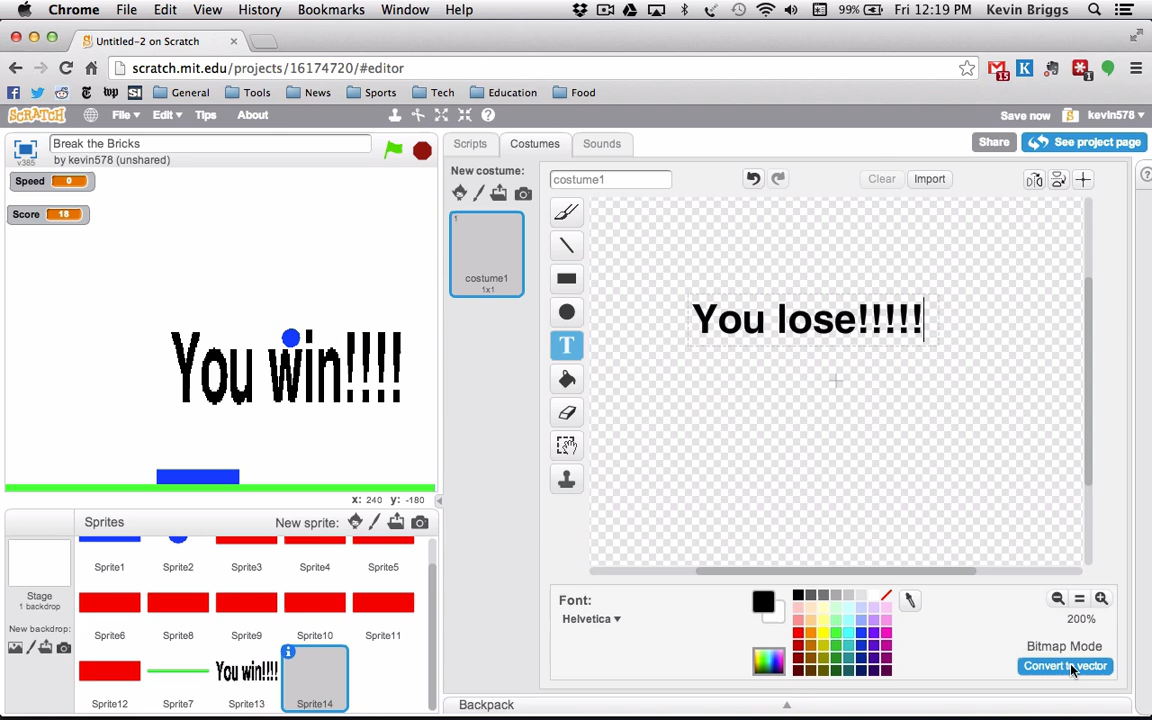 Chrome File Edit View History Bookmarks Window Help 99% Fri 12:19 PM Kevin Briggs
Untitled-2 on Scratch
scratch.mit.edu/projects/16174720/#editor
15
1
General Tools News Sports Tech Education Food
SCRATCH File Edit Tips About Save now kevin578
Break the Bricks
by kevin578 (unshared)
v385
Scripts Costumes Sounds
Share See project page
Speed 0
Score 18
New costume:
costume1
Clear Import
1
costume1
1x1
You win!!!!
You lose!!!!!
x: 240 y: -180
Sprites New sprite:
Stage
1 backdrop
New backdrop:
Sprite1 Sprite2 Sprite3 Sprite4 Sprite5
Sprite6 Sprite8 Sprite9 Sprite10 Sprite11
You win!!!!
Sprite12 Sprite7 Sprite13 Sprite14
Font:
Helvetica
200%
Bitmap Mode
Convert to vector
Backpack